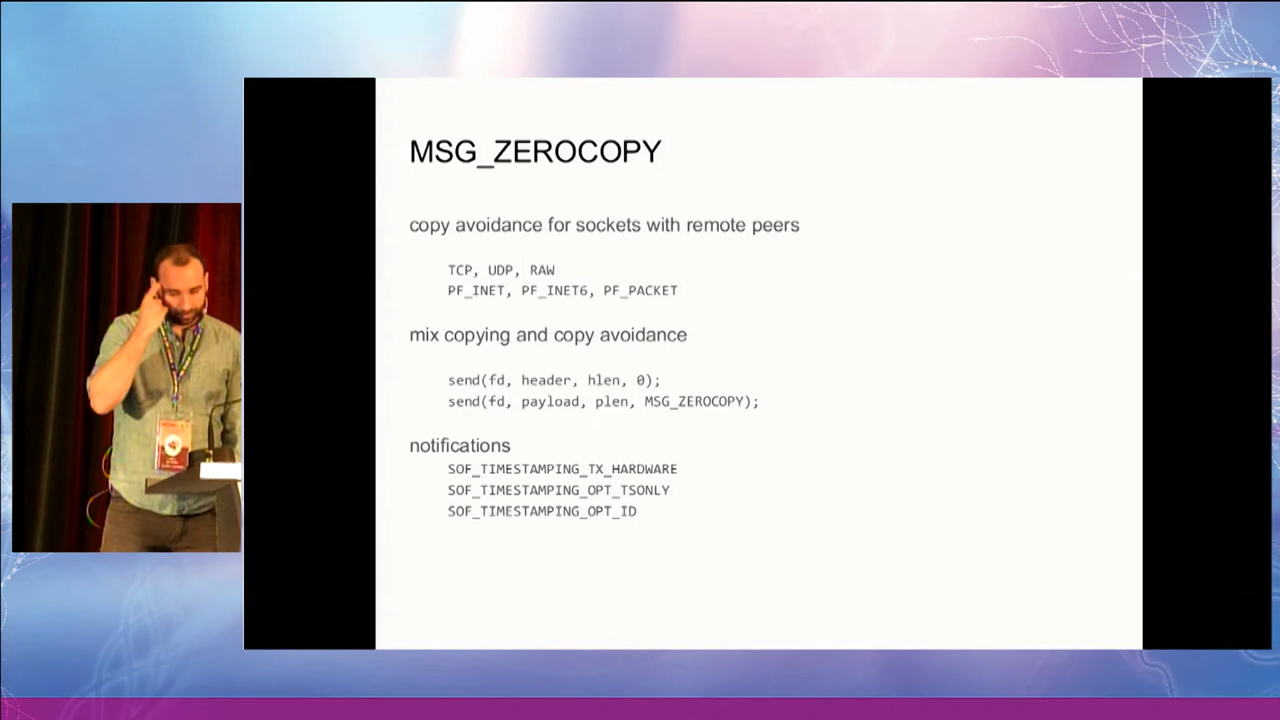 MSG_ZEROCOPY
copy avoidance for sockets with remote peers
TCP, UDP, RAW
PF_INET, PF_INET6, PF_PACKET
mix copying and copy avoidance
send(fd, header, hlen, 0);
send(fd, payload, plen, MSG_ZEROCOPY);
notifications
SOF_TIMESTAMPING_TX_HARDWARE
SOF_TIMESTAMPING_OPT_TSONLY
SOF_TIMESTAMPING_OPT_ID